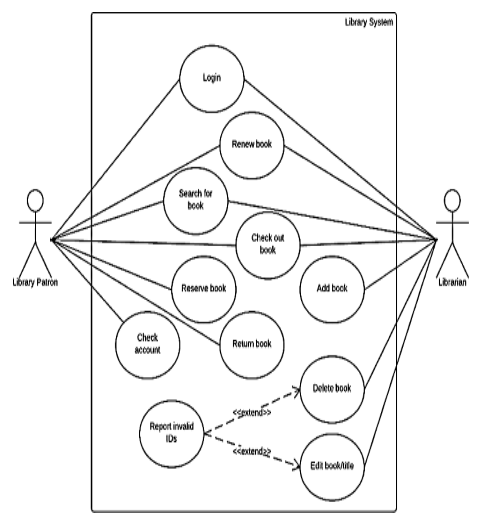 Library System
Login
Renew book
Search for
book
Check out
book
Library Patron
Librarian
Reserve book
Add book
Check
account
Return book
Delete book
<<extend>>
Report invalid
IDs
<<extend>>
Edit book/title